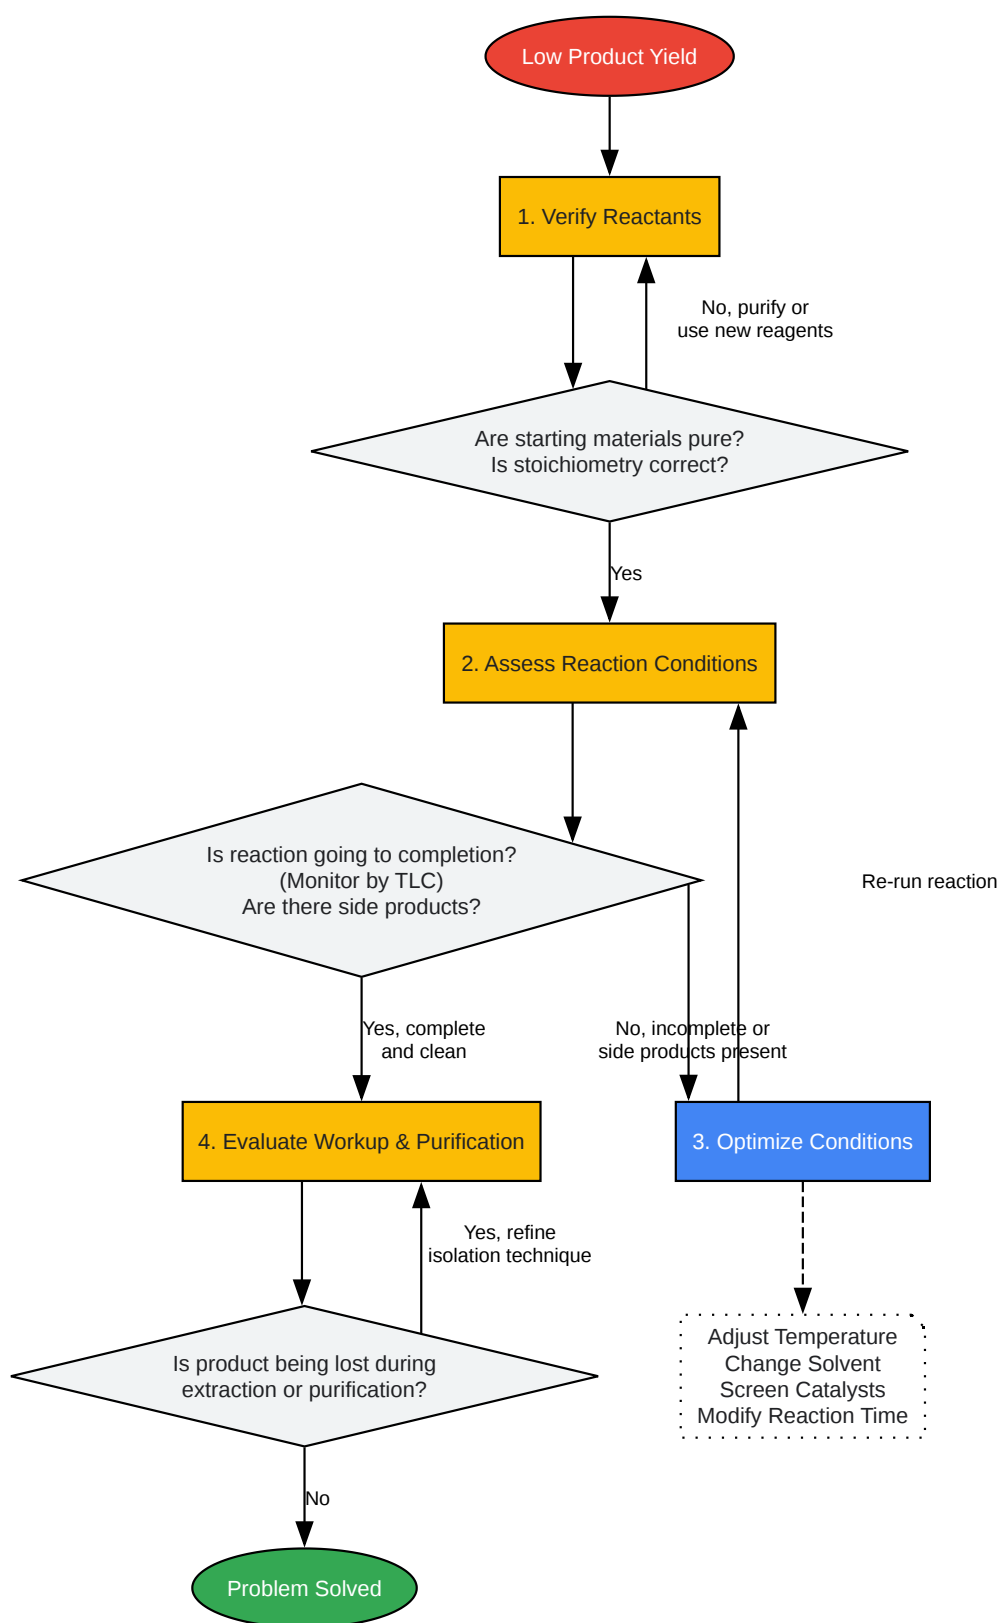 Low Product Yield
1. Verify Reactants
No, purify or
use new reagents
Are starting materials pure?
Is stoichiometry correct?
Yes
2. Assess Reaction Conditions
Is reaction going to completion?
(Monitor by TLC)
Are there side products?
Re-run reaction
Yes, complete
and clean
No, incomplete or
side products present
4. Evaluate Workup & Purification
3. Optimize Conditions
Yes, refine
isolation technique
Is product being lost during
extraction or purification?
Adjust Temperature
Change Solvent
Screen Catalysts
Modify Reaction Time
No
Problem Solved